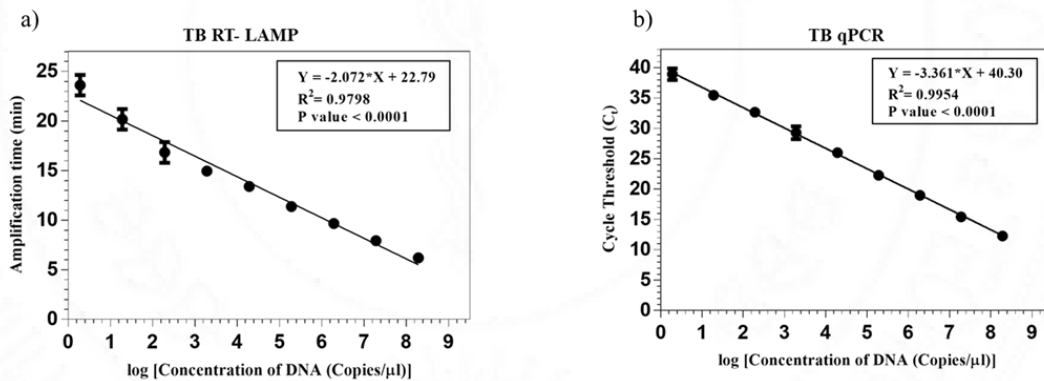 a)
TB RT- LAMP
Y = -2.072*X + 22.79
R²= 0.9798
P value < 0.0001
Amplification time (min)
25
20
15
10
5
0
0 1 2 3 4 5 6 7 8 9
log [Concentration of DNA (Copies/µl)]
b)
TB qPCR
Y = -3.361*X + 40.30
R²= 0.9954
P value < 0.0001
Cycle Threshold (Cₜ)
40
35
30
25
20
15
10
5
0
0 1 2 3 4 5 6 7 8 9
log [Concentration of DNA (Copies/µl)]